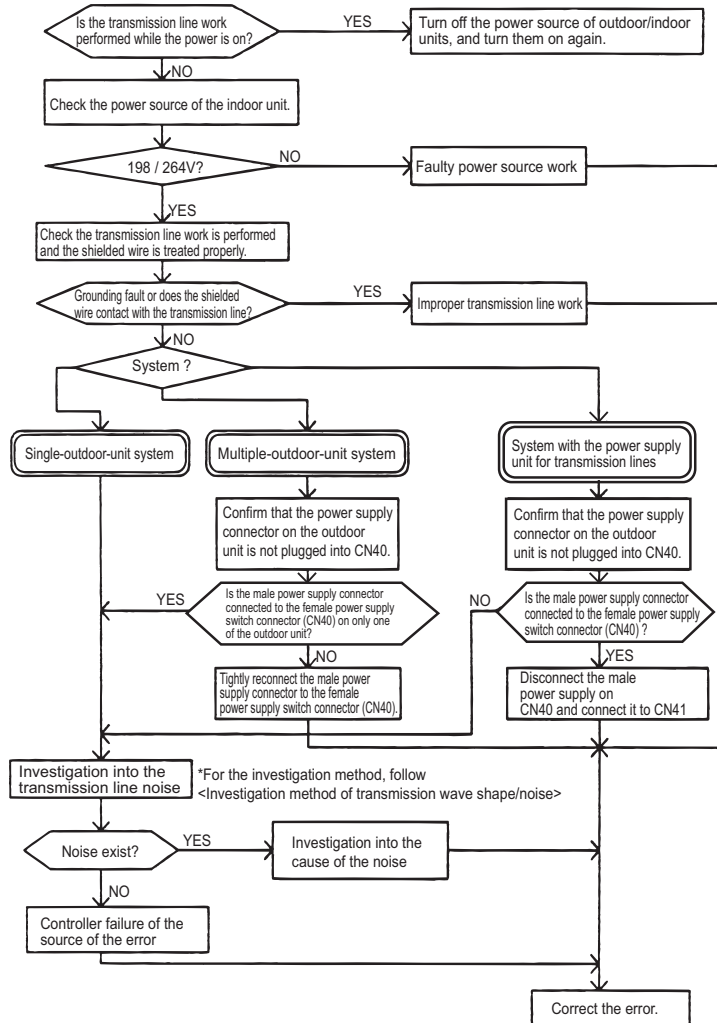 Is the transmission line work
performed while the power is on?
YES
Turn off the power source of outdoor/indoor
units, and turn them on again.
NO
Check the power source of the indoor unit.
198 / 264V?
NO
Faulty power source work
YES
Check the transmission line work is performed
and the shielded wire is treated properly.
Grounding fault or does the shielded
wire contact with the transmission line?
YES
Improper transmission line work
NO
System ?
Single-outdoor-unit system
Multiple-outdoor-unit system
System with the power supply
unit for transmission lines
Confirm that the power supply
connector on the outdoor
unit is not plugged into CN40.
Confirm that the power supply
connector on the outdoor
unit is not plugged into CN40.
YES
Is the male power supply connector
connected to the female power supply
switch connector (CN40) on only one
of the outdoor unit?
NO
Is the male power supply connector
connected to the female power supply
switch connector (CN40) ?
NO
Tightly reconnect the male power
supply connector to the female
power supply switch connector (CN40).
YES
Disconnect the male
power supply on
CN40 and connect it to CN41
Investigation into the
transmission line noise
*For the investigation method, follow
<Investigation method of transmission wave shape/noise>
Noise exist?
YES
Investigation into the
cause of the noise
NO
Controller failure of the
source of the error
Correct the error.